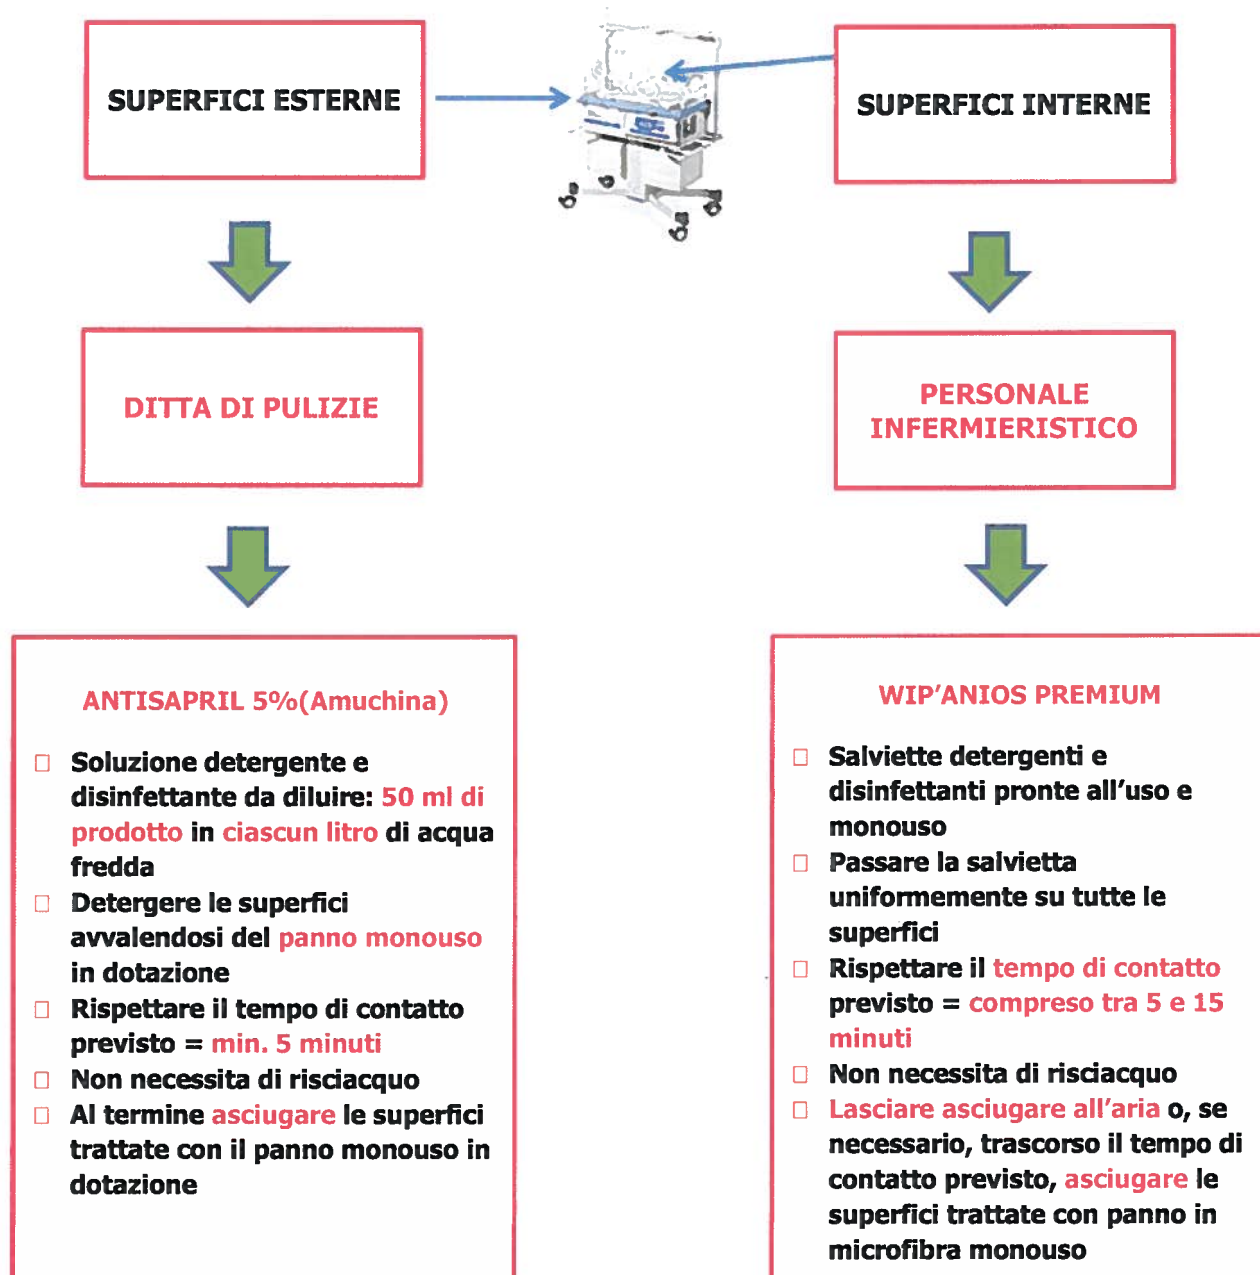 SUPERFICI ESTERNE
SUPERFICI INTERNE
DITTA DI PULIZIE
PERSONALE
INFERMIERISTICO
ANTISAPRIL 5%(Amuchina)
Soluzione detergente e
disinfettante da diluire: 50 ml di
prodotto in ciascun litro di acqua
fredda
Detergere le superfici
avvalendosi del panno monouso
in dotazione
Rispettare il tempo di contatto
previsto = min. 5 minuti
Non necessita di risciacquo
Al termine asciugare le superfici
trattate con il panno monouso in
dotazione
WIP'ANIOS PREMIUM
Salviette detergenti e
disinfettanti pronte all'uso e
monouso
Passare la salvietta
uniformemente su tutte le
superfici
Rispettare il tempo di contatto
previsto = compreso tra 5 e 15
minuti
Non necessita di risciacquo
Lasciare asciugare all'aria o, se
necessario, trascorso il tempo di
contatto previsto, asciugare le
superfici trattate con panno in
microfibra monouso